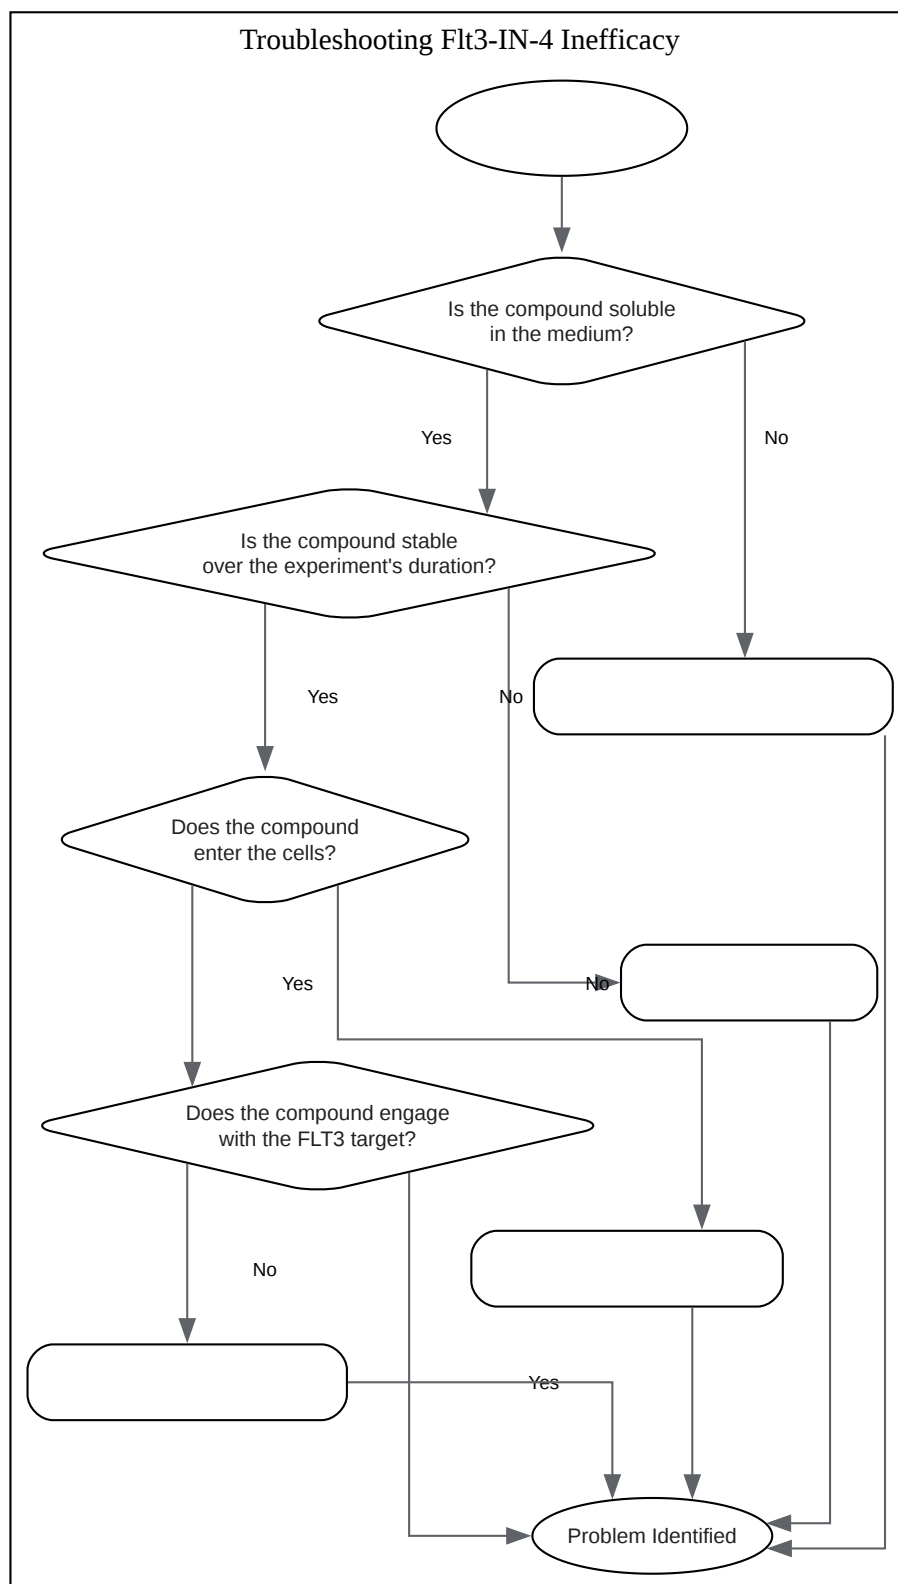 Troubleshooting Flt3-IN-4 Inefficacy
Is the compound soluble
in the medium?
Yes
No
Is the compound stable
over the experiment's duration?
Yes
No
Does the compound
enter the cells?
Yes
No
Does the compound engage
with the FLT3 target?
No
Yes
Problem Identified